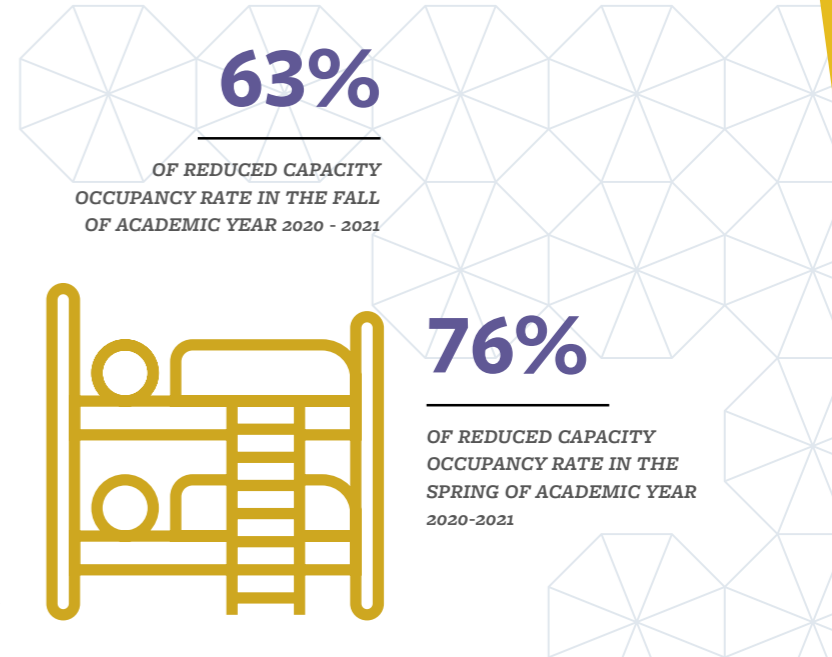 63%
OF REDUCED CAPACITY
OCCUPANCY RATE IN THE FALL
OF ACADEMIC YEAR 2020 - 2021
76%
OF REDUCED CAPACITY
OCCUPANCY RATE IN THE
SPRING OF ACADEMIC YEAR
2020-2021